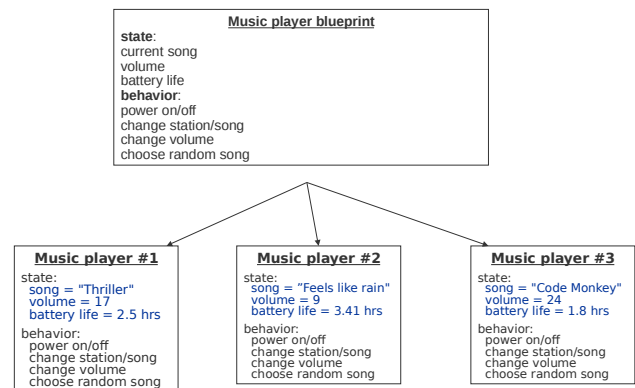 Music player blueprint
state:
current song
volume
battery life
behavior:
power on/off
change station/song
change volume
choose random song
Music player #1
state:
song = "Thriller"
volume = 17
battery life = 2.5 hrs
behavior:
power on/off
change station/song
change volume
choose random song
Music player #2
state:
song = ”Feels like rain"
volume = 9
battery life = 3.41 hrs
behavior:
power on/off
change station/song
change volume
choose random song
Music player #3
state:
song = "Code Monkey"
volume = 24
battery life = 1.8 hrs
behavior:
power on/off
change station/song
change volume
choose random song